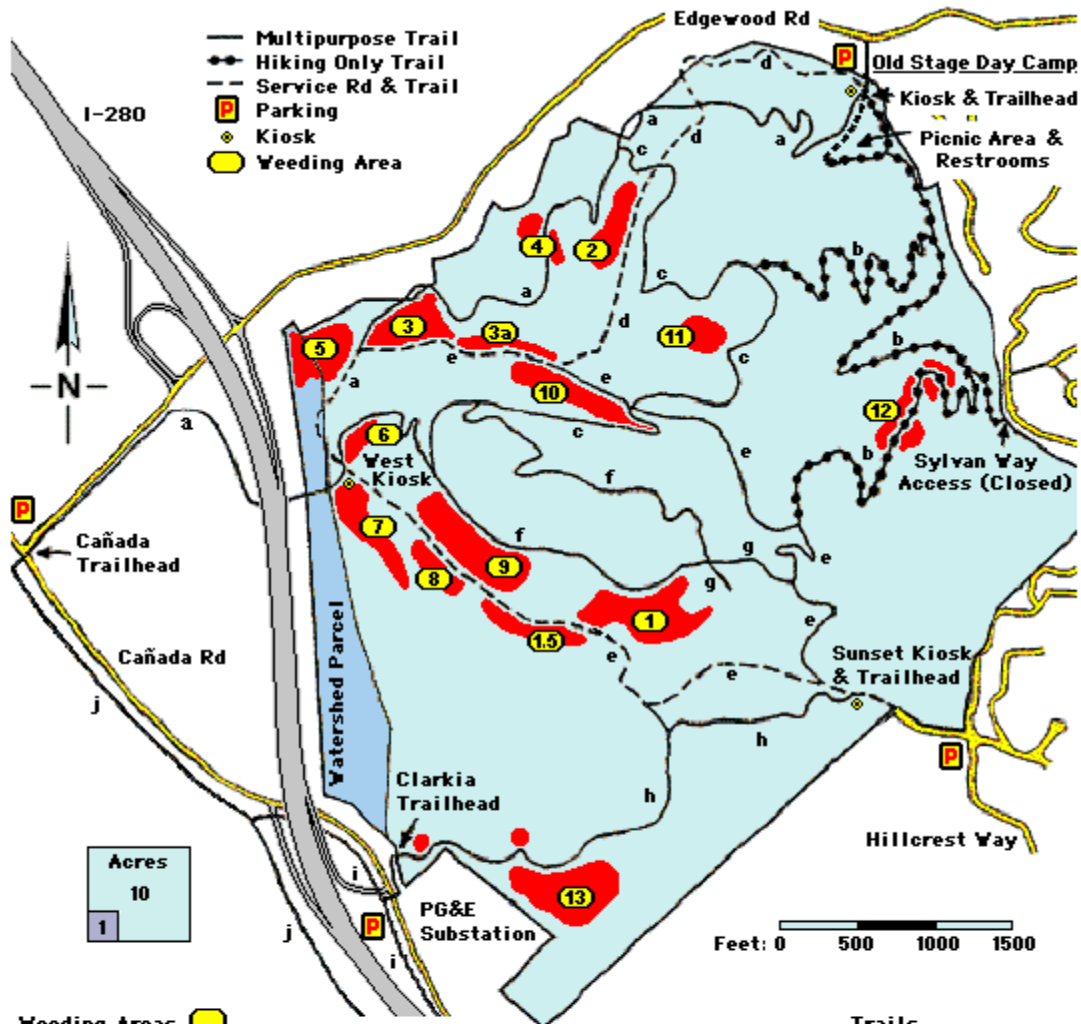 Edgewood Rd
Multipurpose Trail
Hiking Only Trail
Service Rd & Trail
P Parking
Kiosk
Weeding Area
I-280
P
Old Stage Day Camp
Kiosk & Trailhead
Picnic Area &
Restrooms
d
a
d
a
c
4
2
b
a
c
d
3
3a
11
5
e
c
b
a
e
10
12
a
c
6
e
b
Sylvan Way
Access (Closed)
West
Kiosk
f
P
7
Cañada
Trailhead
f
g
e
9
8
g
1
e
1.5
e
Cañada Rd
Sunset Kiosk
& Trailhead
e
j
h
P
Watershed Parcel
Clarkia
Trailhead
h
Hillcrest Way
Acres
10
1
i
13
P
PG&E
Substation
j
i
Feet: 0 500 1000 1500
N
Weeding Areas
Trails